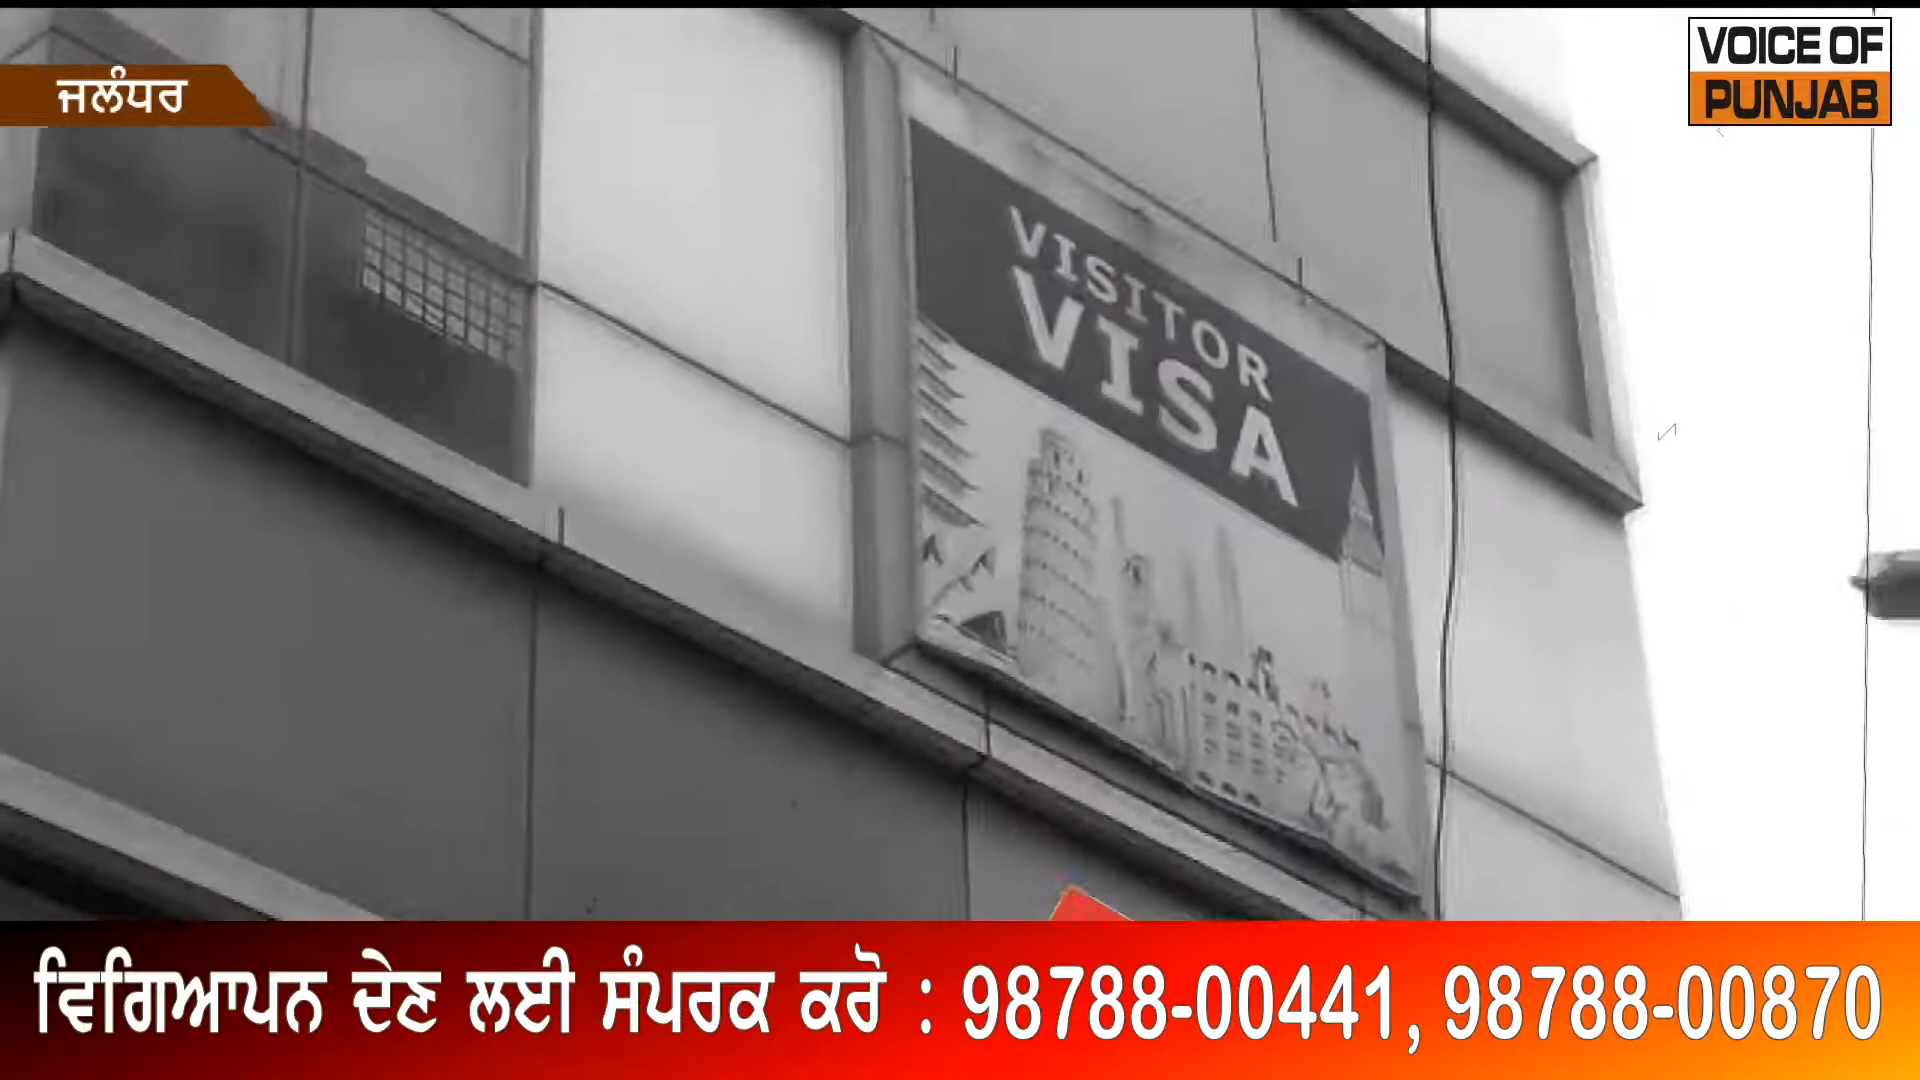 ਜਲੰਧਰ
VOICE OF
PUNJAB
VISITOR
VISA
ਵਿਗਿਆਪਨ ਦੇਣ ਲਈ ਸੰਪਰਕ ਕਰੋ : 98788-00441, 98788-00870